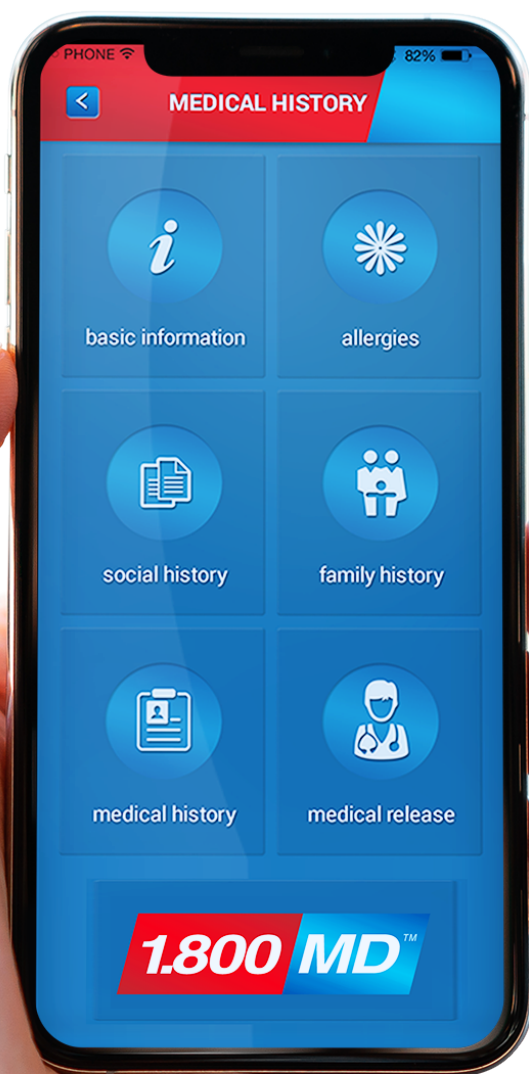 PHONE
82%
MEDICAL HISTORY
basic information
allergies
social history
family history
medical history
medical release
1.800 MD™